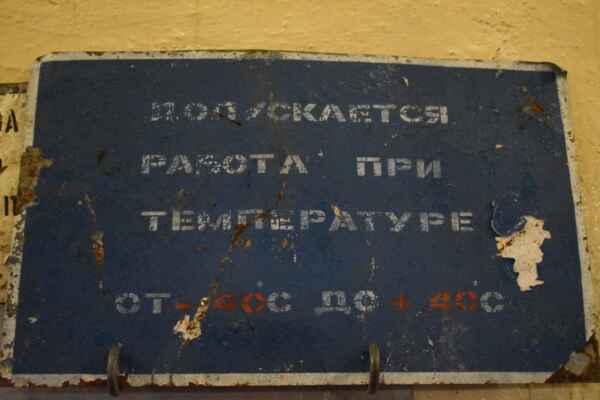 ДОПУСКАЕТСЯ
РАБОТА ПРИ
ТЕМПЕРАТУРЕ
ОТ - 40С ДО + 40С